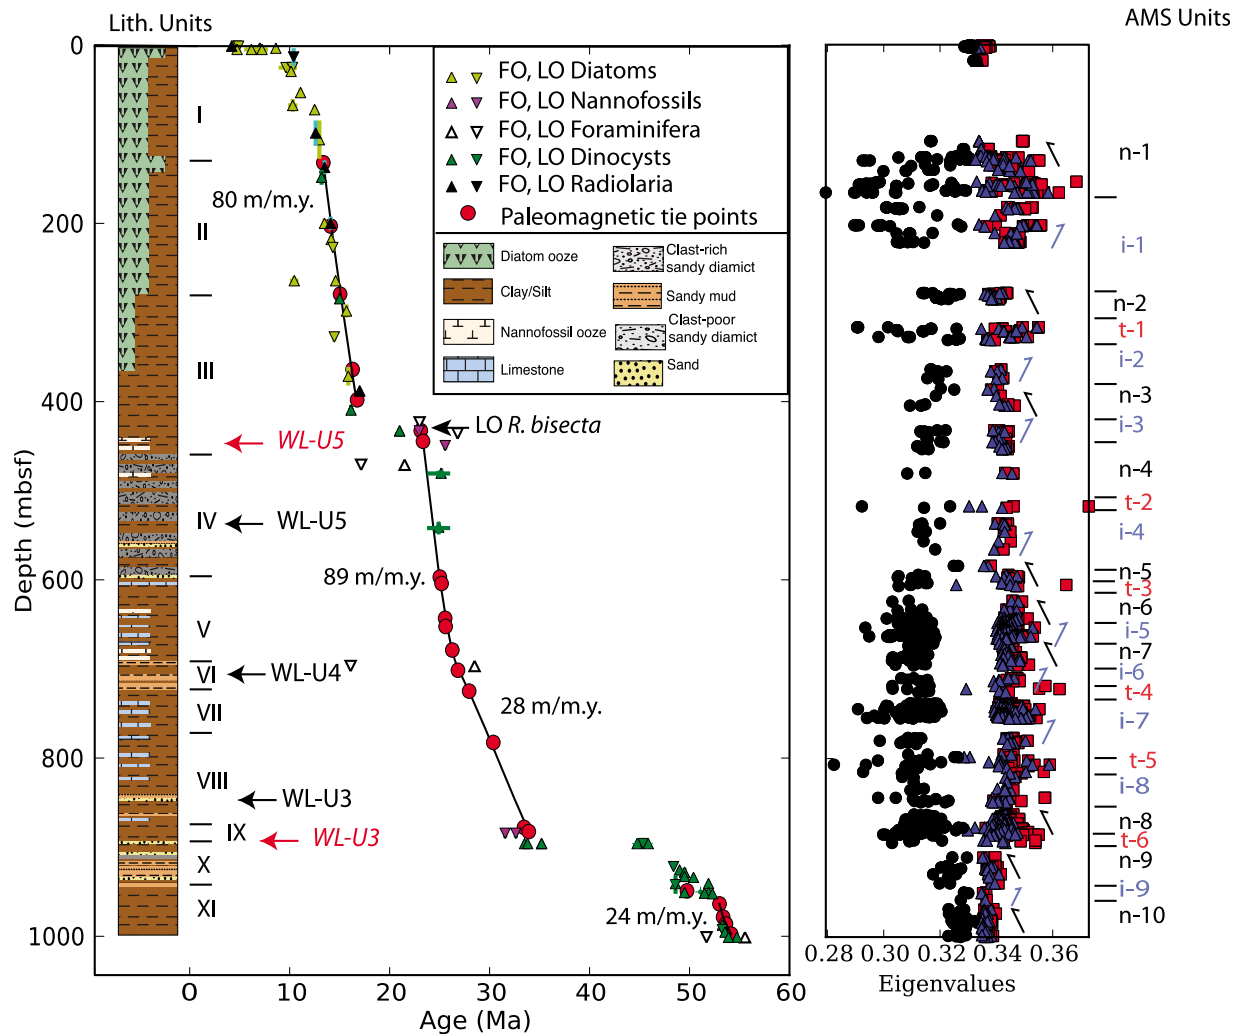 Lith. Units
AMS Units
0
200
400
600
800
1000
Depth (mbsf)
I
II
III
IV
V
VI
VII
VIII
IX
X
XI
80 m/m.y.
89 m/m.y.
28 m/m.y.
24 m/m.y.
WL-U5
WL-U5
WL-U4
WL-U3
WL-U3
LO R. bisecta
FO, LO Diatoms
FO, LO Nannofossils
FO, LO Foraminifera
FO, LO Dinocysts
FO, LO Radiolaria
Paleomagnetic tie points
Diatom ooze
Clay/Silt
Nannofossil ooze
Limestone
Clast-rich
sandy diamict
Sandy mud
Clast-poor
sandy diamict
Sand
0 10 20 30 40 50 60
Age (Ma)
0.28 0.30 0.32 0.34 0.36
Eigenvalues
n-1
i-1
n-2
t-1
i-2
n-3
i-3
n-4
t-2
i-4
n-5
t-3
n-6
i-5
n-7
i-6
t-4
i-7
t-5
i-8
n-8
t-6
n-9
i-9
n-10